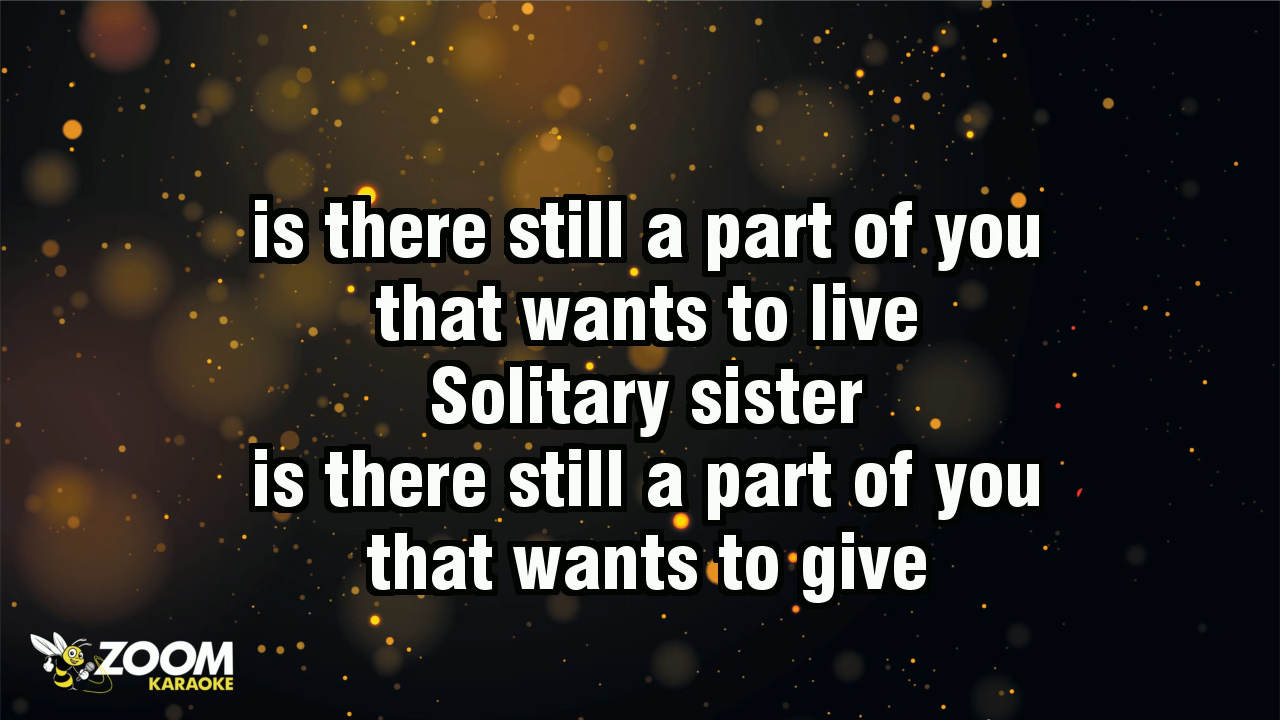 is there still a part of you
that wants to live
Solitary sister
is there still a part of you
that wants to give
ZOOM
KARAOKE